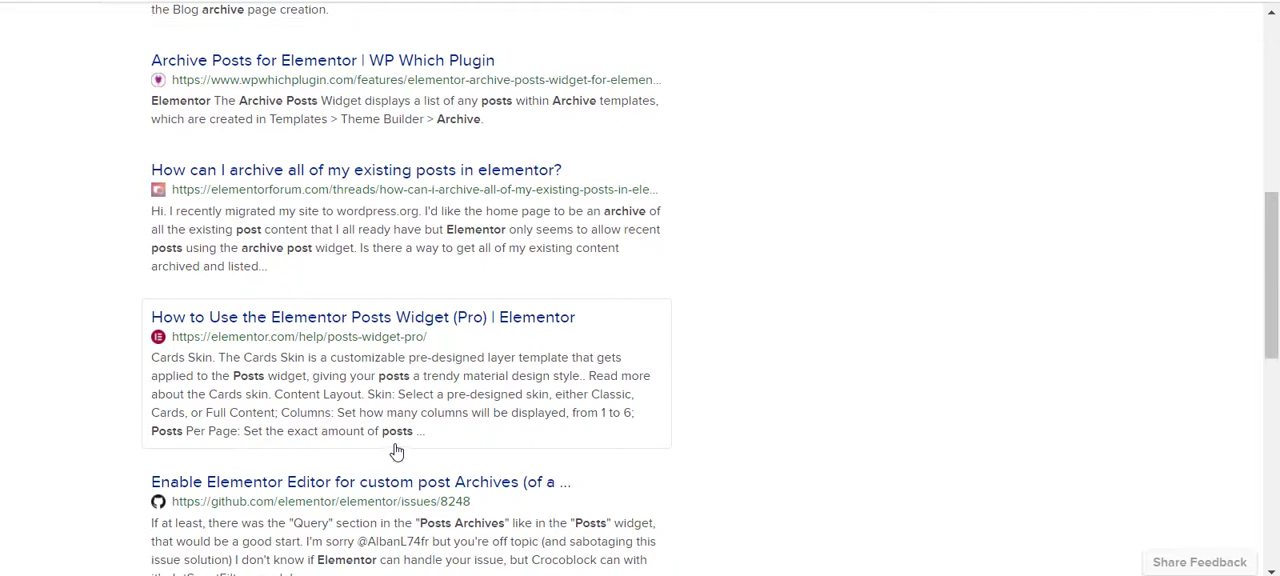 the Blog archive page creation.
Archive Posts for Elementor | WP Which Plugin
https://www.wpwhichplugin.com/features/elementor-archive-posts-widget-for-elemen...
Elementor The Archive Posts Widget displays a list of any posts within Archive templates,
which are created in Templates > Theme Builder > Archive.
How can I archive all of my existing posts in elementor?
https://elementorforum.com/threads/how-can-i-archive-all-of-my-existing-posts-in-ele...
Hi. I recently migrated my site to wordpress.org. I'd like the home page to be an archive of
all the existing post content that I all ready have but Elementor only seems to allow recent
posts using the archive post widget. Is there a way to get all of my existing content
archived and listed...
How to Use the Elementor Posts Widget (Pro) | Elementor
https://elementor.com/help/posts-widget-pro/
Cards Skin. The Cards Skin is a customizable pre-designed layer template that gets
applied to the Posts widget, giving your posts a trendy material design style.. Read more
about the Cards skin. Content Layout. Skin: Select a pre-designed skin, either Classic,
Cards, or Full Content; Columns: Set how many columns will be displayed, from 1 to 6;
Posts Per Page: Set the exact amount of posts ...
Enable Elementor Editor for custom post Archives (of a ...
https://github.com/elementor/elementor/issues/8248
If at least, there was the "Query" section in the "Posts Archives" like in the "Posts" widget,
that would be a good start. I'm sorry @AlbanL74fr but you're off topic (and sabotaging this
issue solution) I don't know if Elementor can handle your issue, but Crocoblock can with
Share Feedback